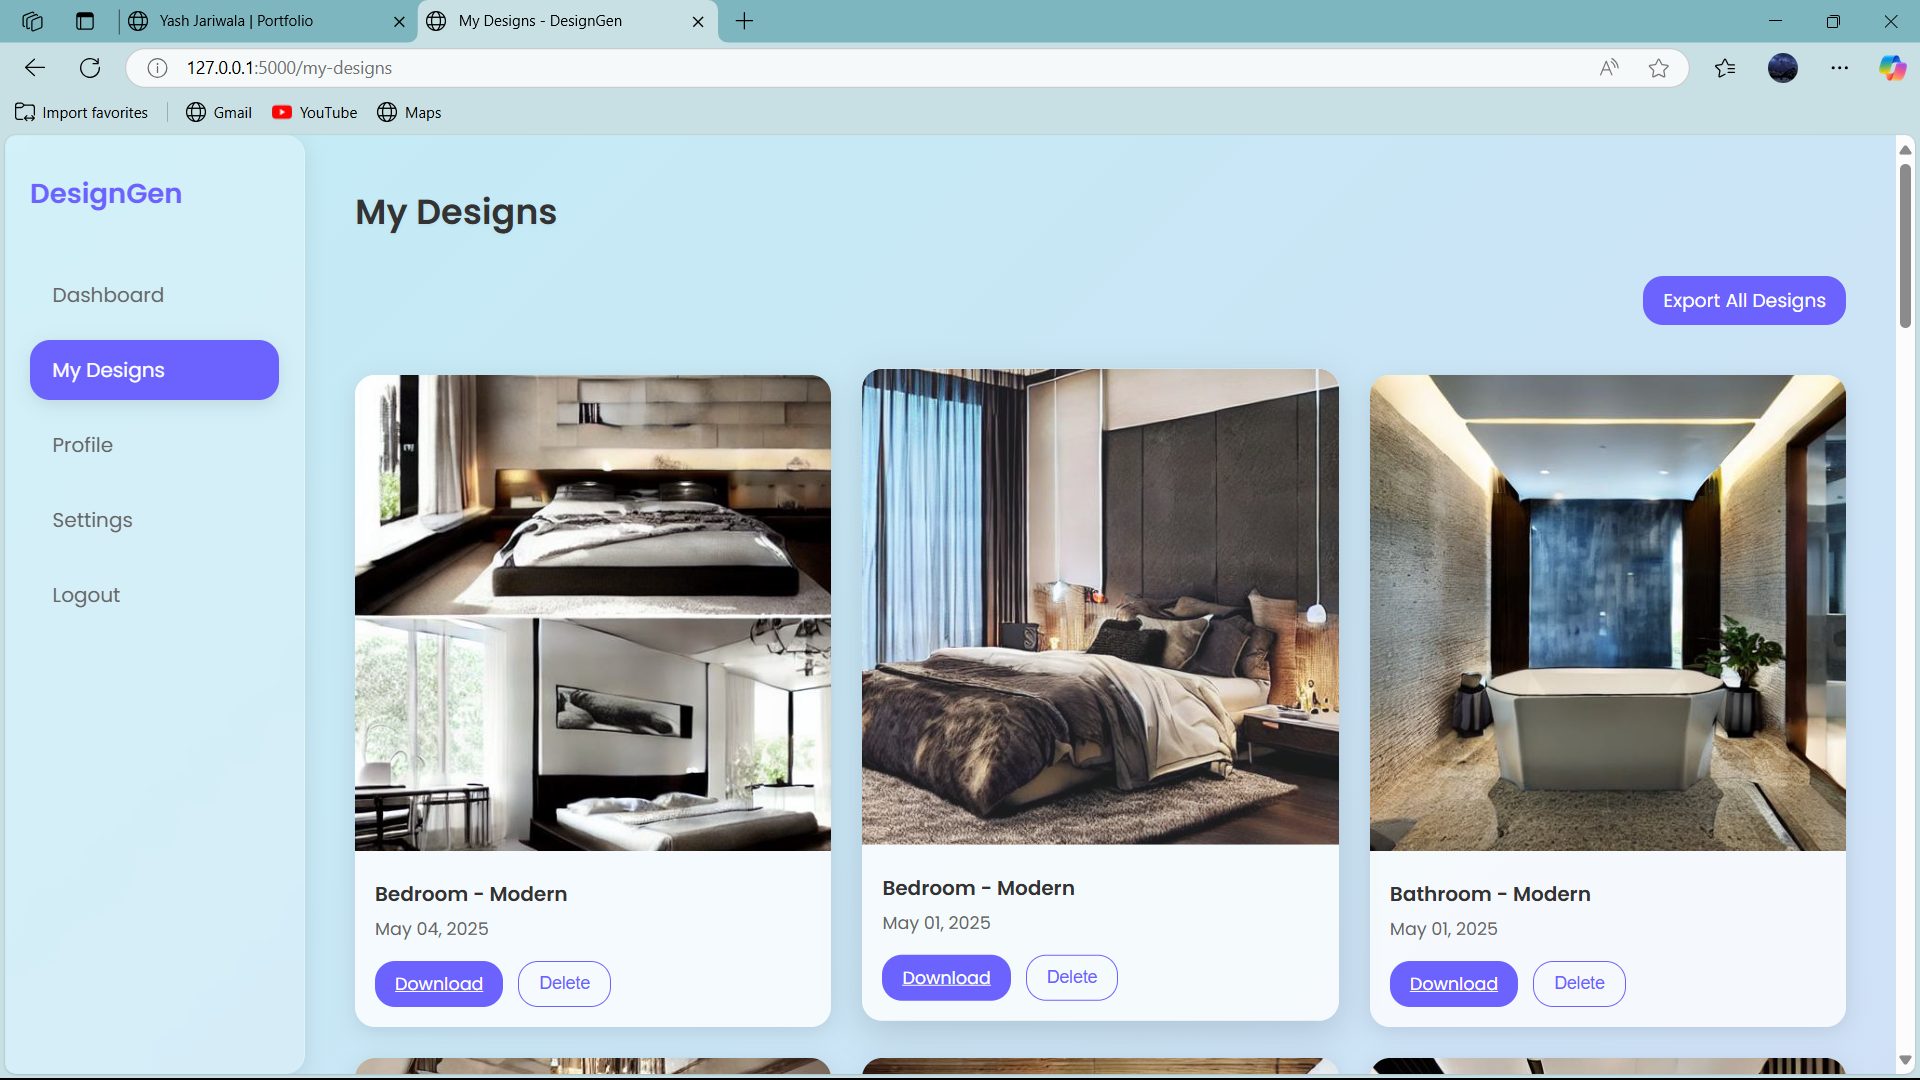 Yash Jariwala | Portfolio
My Designs - DesignGen
127.0.0.1:5000/my-designs
Import favorites
Gmail
YouTube
Maps
DesignGen
Dashboard
My Designs
Profile
Settings
Logout
My Designs
Export All Designs
Bedroom - Modern
May 04, 2025
Download
Delete
Bedroom - Modern
May 01, 2025
Download
Delete
Bathroom - Modern
May 01, 2025
Download
Delete